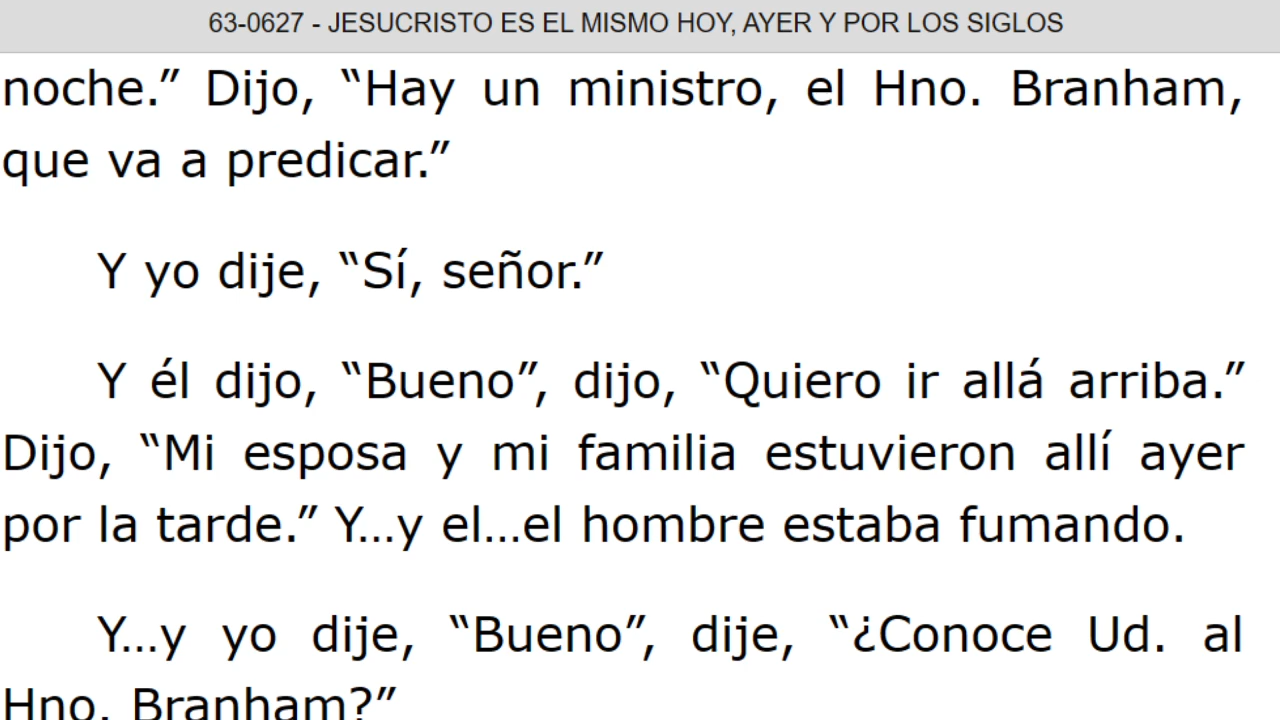 63-0627 - JESUCRISTO ES EL MISMO HOY, AYER Y POR LOS SIGLOS
noche.” Dijo, “Hay un ministro, el Hno. Branham,
que va a predicar.”
Y yo dije, “Sí, señor.”
Y él dijo, “Bueno”, dijo, “Quiero ir allá arriba.”
Dijo, “Mi esposa y mi familia estuvieron allí ayer
por la tarde.” Y…y el…el hombre estaba fumando.
Y…y yo dije, “Bueno”, dije, “¿Conoce Ud. al
Hno. Branham?”